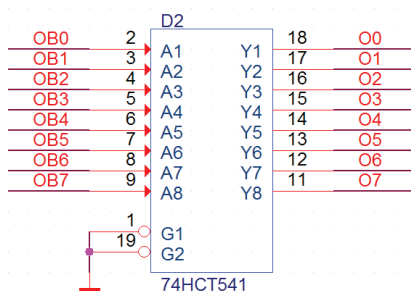 D2
OB0 2 A1 Y1 18 O0
OB1 3 A2 Y2 17 O1
OB2 4 A3 Y3 16 O2
OB3 5 A4 Y4 15 O3
OB4 6 A5 Y5 14 O4
OB5 7 A6 Y6 13 O5
OB6 8 A7 Y7 12 O6
OB7 9 A8 Y8 11 O7
1 G1
19 G2
74HCT541